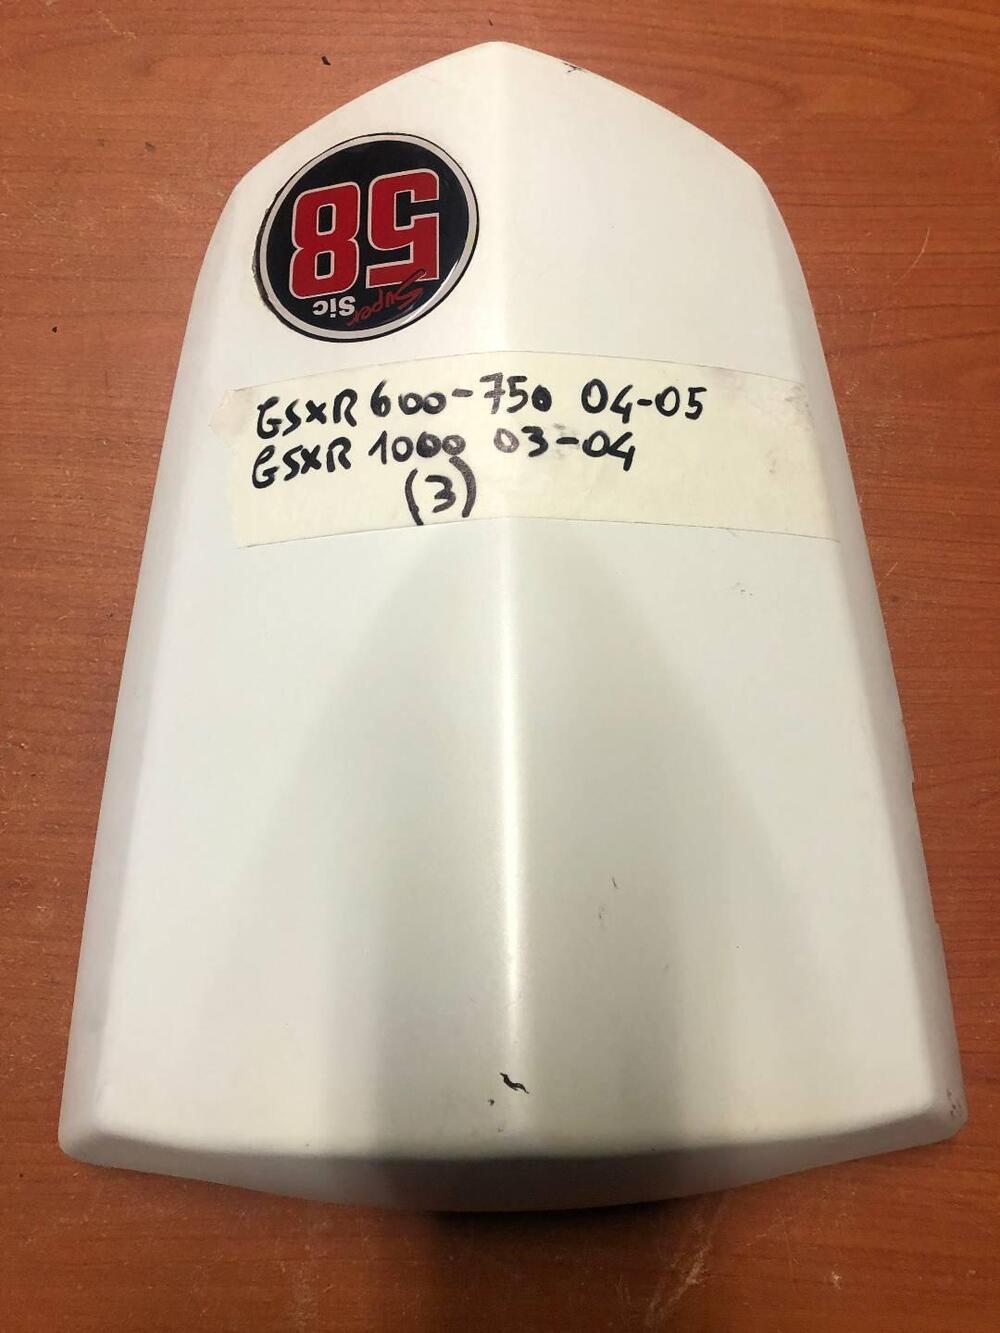 58
Super
Sic
GSXR 600-750 04-05
GSXR 1000 03-04
(3)